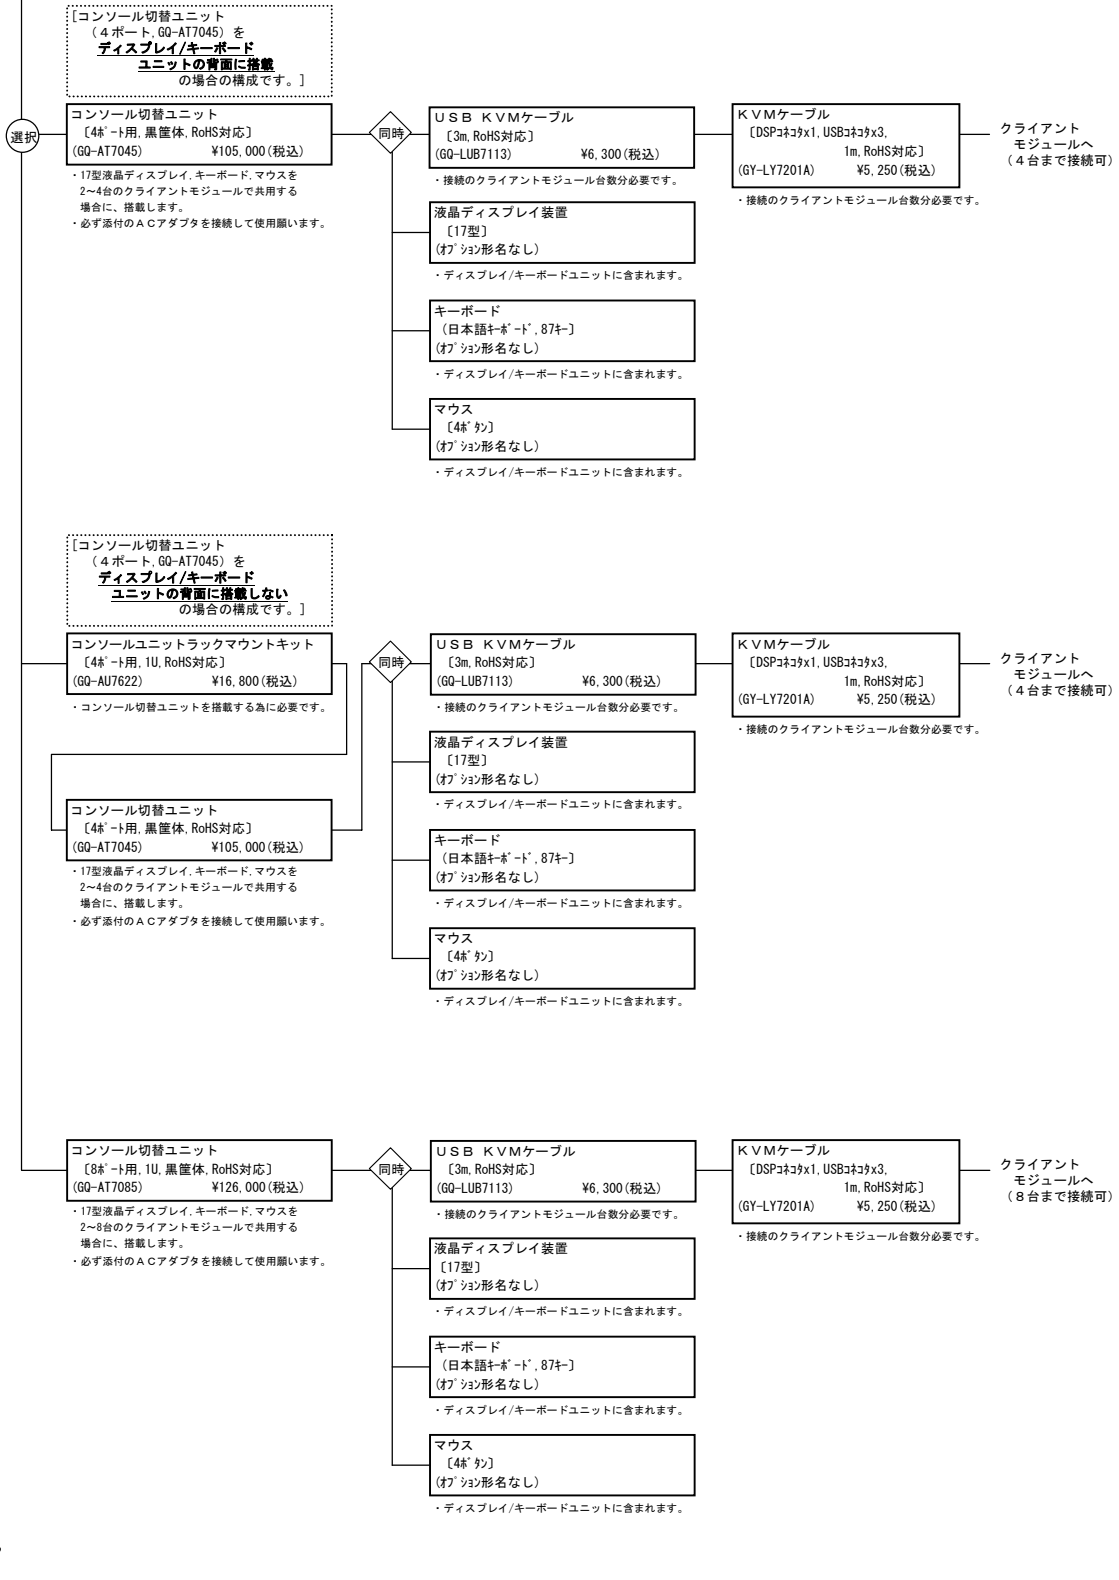 [コンソール切替ユニット
（４ポート,GQ-AT7045）を
ディスプレイ/キーボード
ユニットの背面に搭載
の場合の構成です。]
選択
コンソール切替ユニット
〔4ﾎﾟｰﾄ用,黒筐体,RoHS対応〕
(GQ-AT7045) ¥105,000(税込)
・17型液晶ディスプレイ,キーボード,マウスを
2～4台のクライアントモジュールで共用する
場合に、搭載します。
・必ず添付のＡＣアダプタを接続して使用願います。
同時
ＵＳＢ ＫＶＭケーブル
〔3m,RoHS対応〕
(GQ-LUB7113) ¥6,300(税込)
・接続のクライアントモジュール台数分必要です。
ＫＶＭケーブル
〔DSPｺﾈｺﾀx1,USBｺﾈｺﾀx3,
1m,RoHS対応〕
(GY-LY7201A) ¥5,250(税込)
・接続のクライアントモジュール台数分必要です。
クライアント
モジュールへ
（４台まで接続可）
液晶ディスプレイ装置
〔17型〕
(ｵﾌﾟｼｮﾝ形名なし)
・ディスプレイ/キーボードユニットに含まれます。
キーボード
（日本語ｷｰﾎﾞｰﾄﾞ,87ｷｰ〕
(ｵﾌﾟｼｮﾝ形名なし)
・ディスプレイ/キーボードユニットに含まれます。
マウス
〔4ﾎﾞﾀﾝ〕
(ｵﾌﾟｼｮﾝ形名なし)
・ディスプレイ/キーボードユニットに含まれます。
[コンソール切替ユニット
（４ポート,GQ-AT7045）を
ディスプレイ/キーボード
ユニットの背面に搭載しない
の場合の構成です。]
コンソールユニットラックマウントキット
〔4ﾎﾟｰﾄ用,1U,RoHS対応〕
(GQ-AU7622) ¥16,800(税込)
・コンソール切替ユニットを搭載する為に必要です。
コンソール切替ユニット
〔4ﾎﾟｰﾄ用,黒筐体,RoHS対応〕
(GQ-AT7045) ¥105,000(税込)
・17型液晶ディスプレイ,キーボード,マウスを
2～4台のクライアントモジュールで共用する
場合に、搭載します。
・必ず添付のＡＣアダプタを接続して使用願います。
同時
ＵＳＢ ＫＶＭケーブル
〔3m,RoHS対応〕
(GQ-LUB7113) ¥6,300(税込)
・接続のクライアントモジュール台数分必要です。
ＫＶＭケーブル
〔DSPｺﾈｺﾀx1,USBｺﾈｺﾀx3,
1m,RoHS対応〕
(GY-LY7201A) ¥5,250(税込)
・接続のクライアントモジュール台数分必要です。
クライアント
モジュールへ
（４台まで接続可）
液晶ディスプレイ装置
〔17型〕
(ｵﾌﾟｼｮﾝ形名なし)
・ディスプレイ/キーボードユニットに含まれます。
キーボード
（日本語ｷｰﾎﾞｰﾄﾞ,87ｷｰ〕
(ｵﾌﾟｼｮﾝ形名なし)
・ディスプレイ/キーボードユニットに含まれます。
マウス
〔4ﾎﾞﾀﾝ〕
(ｵﾌﾟｼｮﾝ形名なし)
・ディスプレイ/キーボードユニットに含まれます。
コンソール切替ユニット
〔8ﾎﾟｰﾄ用,1U,黒筐体,RoHS対応〕
(GQ-AT7085) ¥126,000(税込)
・17型液晶ディスプレイ,キーボード,マウスを
2～8台のクライアントモジュールで共用する
場合に、搭載します。
・必ず添付のＡＣアダプタを接続して使用願います。
同時
ＵＳＢ ＫＶＭケーブル
〔3m,RoHS対応〕
(GQ-LUB7113) ¥6,300(税込)
・接続のクライアントモジュール台数分必要です。
ＫＶＭケーブル
〔DSPｺﾈｺﾀx1,USBｺﾈｺﾀx3,
1m,RoHS対応〕
(GY-LY7201A) ¥5,250(税込)
・接続のクライアントモジュール台数分必要です。
クライアント
モジュールへ
（８台まで接続可）
液晶ディスプレイ装置
〔17型〕
(ｵﾌﾟｼｮﾝ形名なし)
・ディスプレイ/キーボードユニットに含まれます。
キーボード
（日本語ｷｰﾎﾞｰﾄﾞ,87ｷｰ〕
(ｵﾌﾟｼｮﾝ形名なし)
・ディスプレイ/キーボードユニットに含まれます。
マウス
〔4ﾎﾞﾀﾝ〕
(ｵﾌﾟｼｮﾝ形名なし)
・ディスプレイ/キーボードユニットに含まれます。